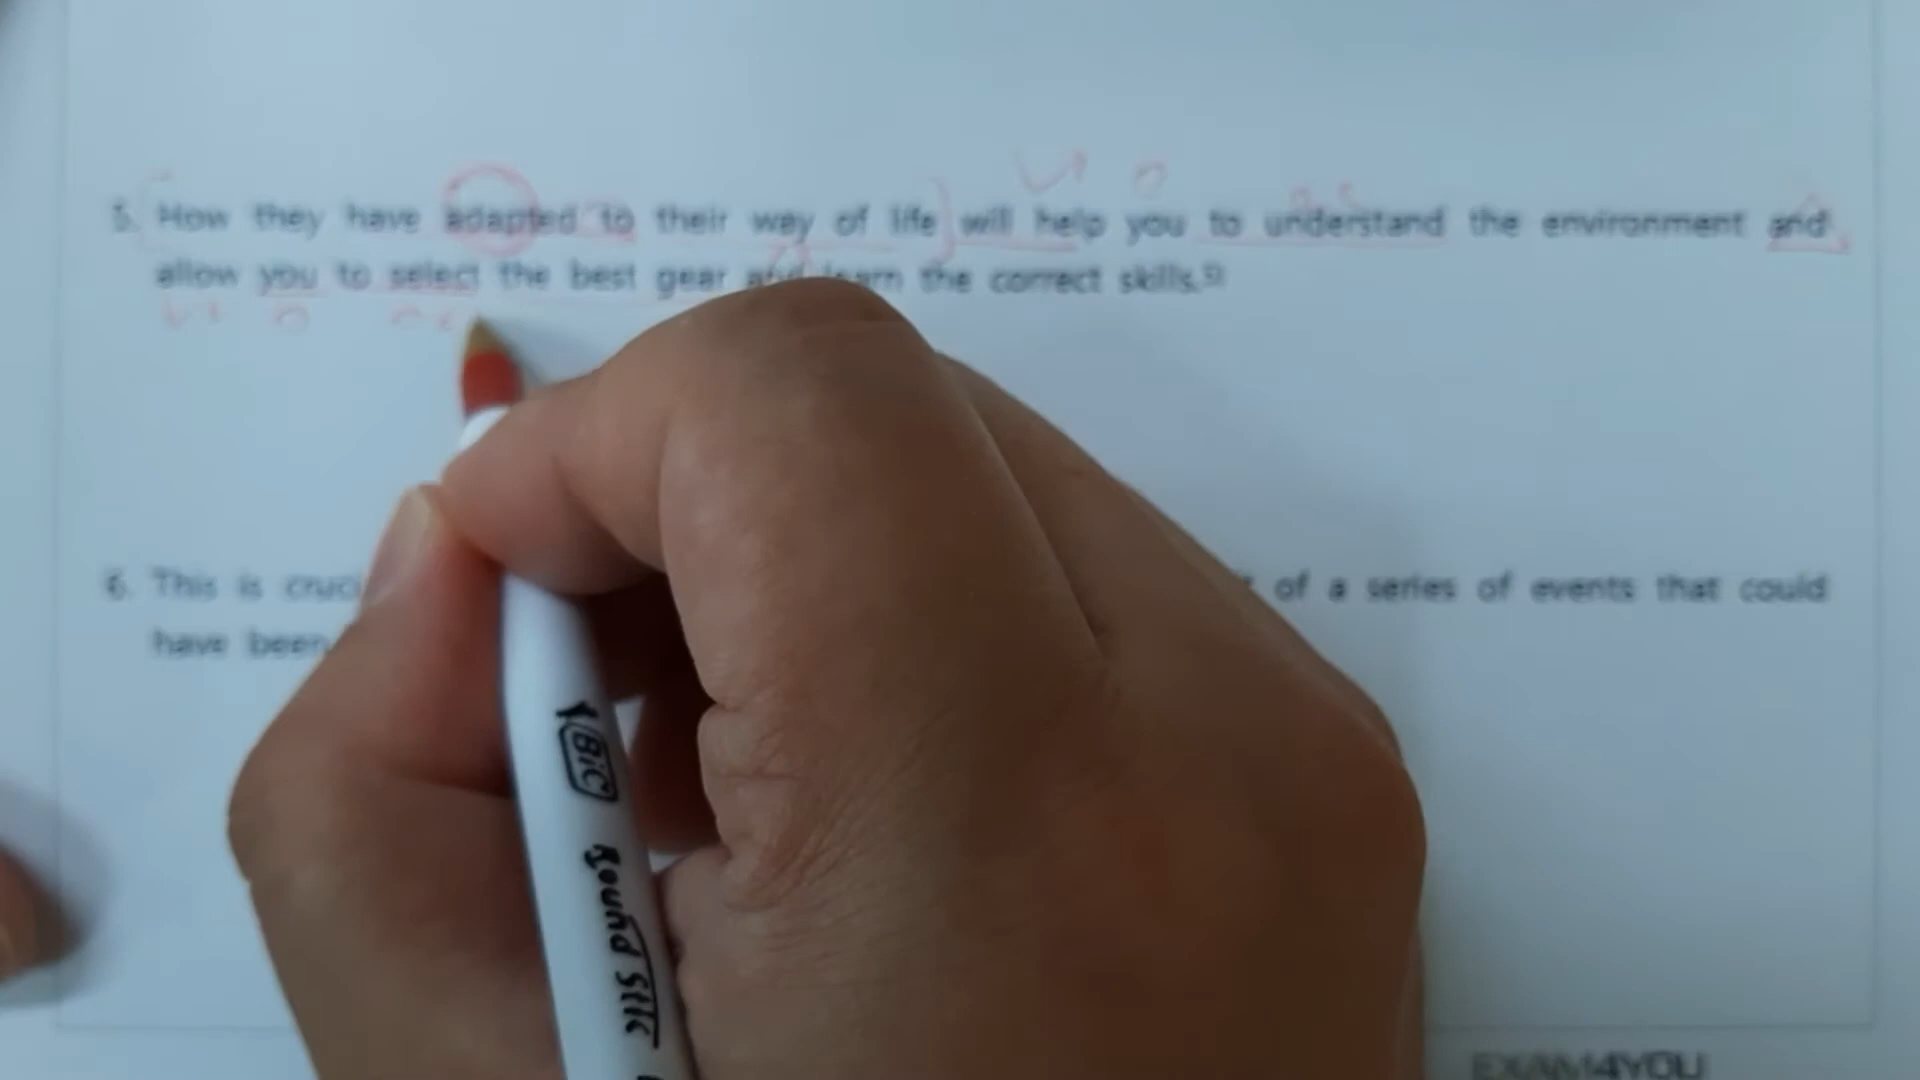 5. How they have adapted to their way of life will help you to understand the environment and
allow you to select the best gear and learn the correct skills.
6. This is of a series of events that could
have been
BIC Round Stic
EXAM4YOU